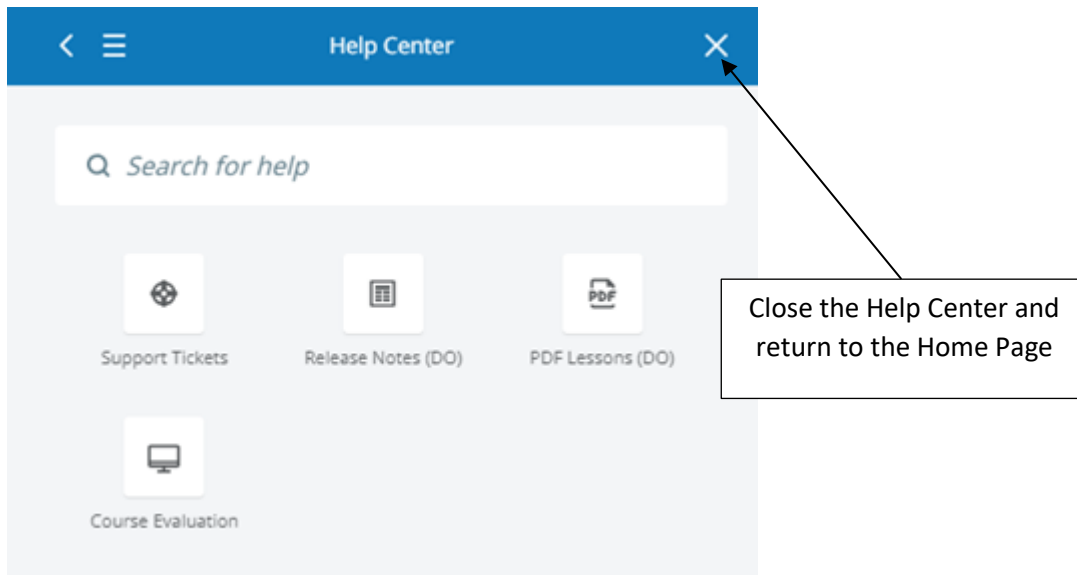 Help Center
Search for help
Close the Help Center and
return to the Home Page
PDF
Support Tickets
Release Notes (DO)
PDF Lessons (DO)
Course Evaluation